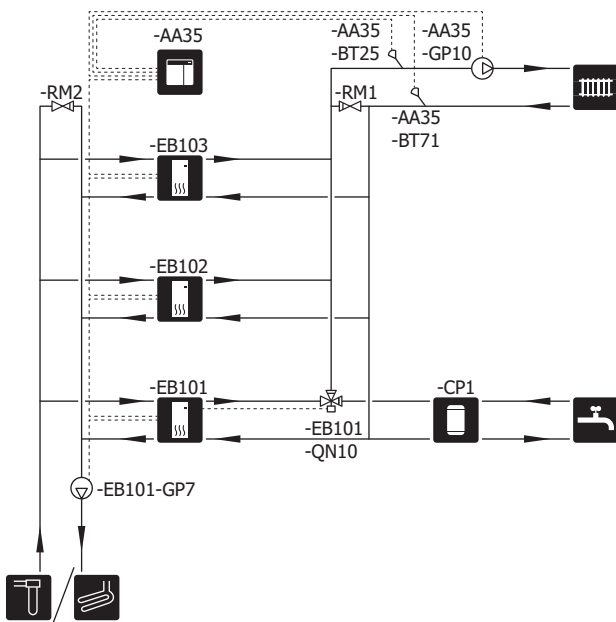 -AA35
-AA35
-AA35
-BT25
-GP10
-RM2
-RM1
-AA35
-BT71
-EB103
-EB102
-EB101
-CP1
-EB101
-QN10
-EB101-GP7